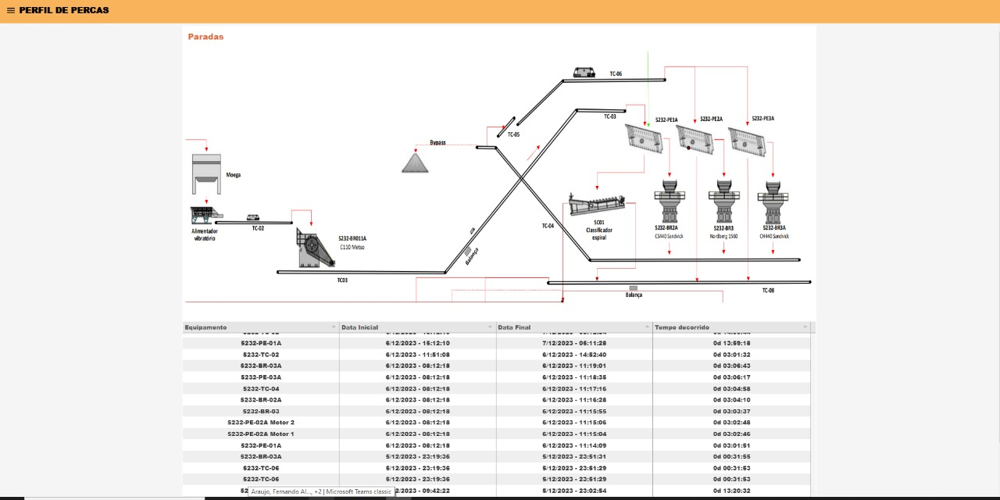 PERFIL DE PERCAS
Paradas
TC-06
TC-03
5232-PE1A
5232-PE2A
5232-PE3A
TC-05
Bypass
Moega
TC-04
SC01
Classificador
espiral
5232-BR2A
CS440 Sandvick
5232-BR3
Nordberg 1560
5232-BR3A
CH440 Sandvick
Alimentador
vibratório
TC-02
5232-BR011A
C110 Metso
Balança
TC03
TC-08
Balança
Equipamento Data Inicial Data Final Tempo decorrido
5232-PE-01A 6/12/2023 - 15:12:10 7/12/2023 - 05:11:28 0d 13:59:18
5232-TC-02 6/12/2023 - 11:51:08 6/12/2023 - 14:52:40 0d 03:01:32
5232-BR-03A 6/12/2023 - 08:12:18 6/12/2023 - 11:19:01 0d 03:06:43
5232-PE-03A 6/12/2023 - 08:12:18 6/12/2023 - 11:18:35 0d 03:06:17
5232-TC-04 6/12/2023 - 08:12:18 6/12/2023 - 11:17:16 0d 03:04:58
5232-BR-02A 6/12/2023 - 08:12:18 6/12/2023 - 11:16:28 0d 03:04:10
5232-BR-03 6/12/2023 - 08:12:18 6/12/2023 - 11:15:55 0d 03:03:37
5232-PE-02A Motor 2 6/12/2023 - 08:12:18 6/12/2023 - 11:15:06 0d 03:02:48
5232-PE-02A Motor 1 6/12/2023 - 08:12:18 6/12/2023 - 11:15:04 0d 03:02:46
5232-PE-01A 6/12/2023 - 08:12:18 6/12/2023 - 11:14:09 0d 03:01:51
5232-BR-03A 5/12/2023 - 23:19:36 5/12/2023 - 23:51:31 0d 00:31:55
5232-TC-06 5/12/2023 - 23:19:36 5/12/2023 - 23:51:29 0d 00:31:53
5232-TC-06 5/12/2023 - 23:19:36 5/12/2023 - 23:51:29 0d 00:31:53
52 2/2023 - 09:42:22 5/12/2023 - 23:02:54 0d 13:20:32
Araujo, Fernando Al..., +2 | Microsoft Teams classic